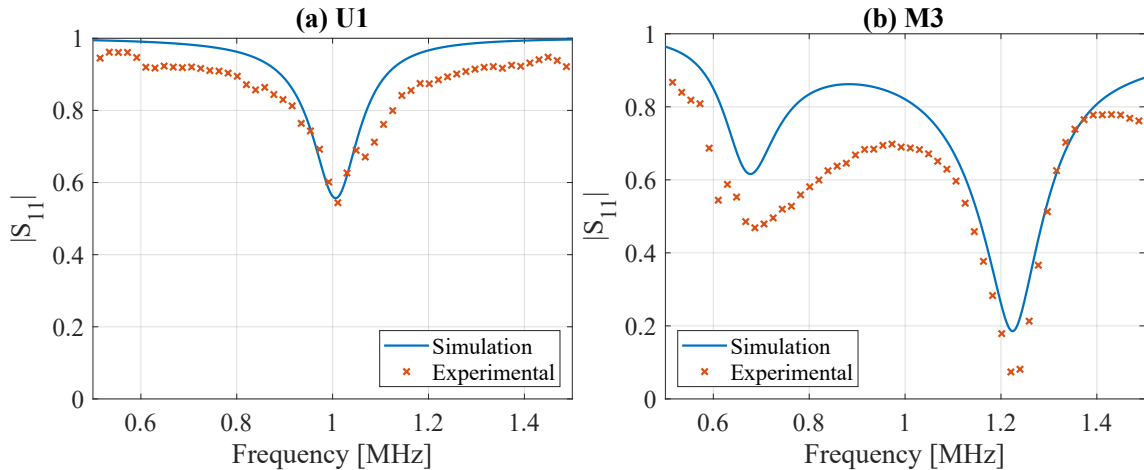 (a) U1
|S11|
1
0.8
0.6
0.4
0.2
0
0.6 0.8 1 1.2 1.4
Frequency [MHz]
Simulation
Experimental
(b) M3
|S11|
1
0.8
0.6
0.4
0.2
0
0.6 0.8 1 1.2 1.4
Frequency [MHz]
Simulation
Experimental